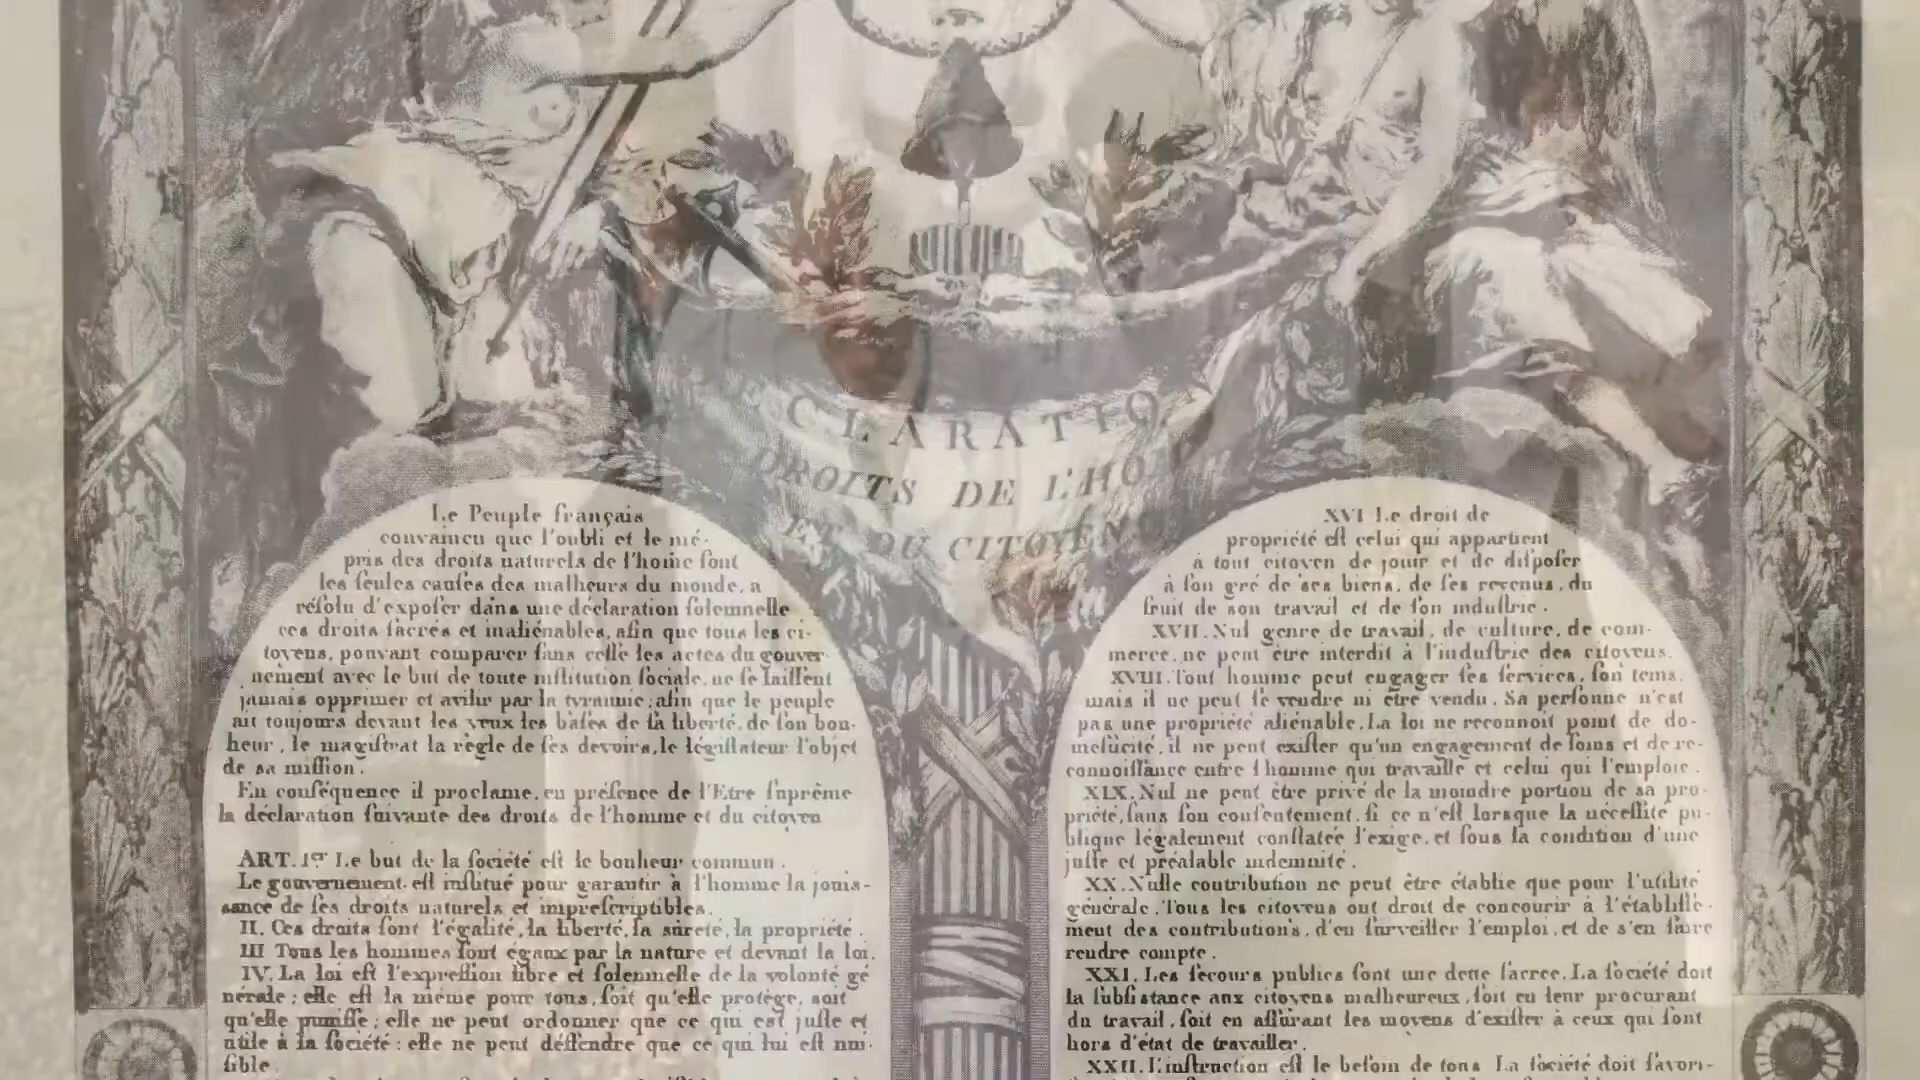 CLARATIO
DROITS DE L'HO
ET DU CITOYEN
Le Peuple français
convaincu que l'oubli et le mé-
pris des droits naturels de l'home sont
les seules causes des malheurs du monde, a
résolu d'exposer dans une déclaration solemnelle
ces droits sacrés et inaliénables, afin que tous les ci-
toyens, pouvant comparer sans cesse les actes du gouver-
nement avec le but de toute institution sociale, ne se laissent
jamais opprimer et avilir par la tyrannie; afin que le peuple
ait toujours devant les yeux les bases de sa liberté, de son bon-
heur, le magistrat la règle de ses devoirs, le législateur l'objet
de sa mission.
En conséquence il proclame, en présence de l'Etre suprême
la déclaration suivante des droits de l'homme et du citoyen
ART. 1er Le but de la société est le bonheur commun.
Le gouvernement est institué pour garantir à l'homme la jouis-
sance de ses droits naturels et imprescriptibles.
II. Ces droits sont l'égalité, la liberté, la sureté, la propriété.
III Tous les hommes sont égaux par la nature et devant la loi.
IV. La loi est l'expression libre et solemnelle de la volonté gé
nérale; elle est la même pour tous, soit qu'elle protège, soit
qu'elle punisse; elle ne peut ordonner que ce qui est juste et
utile à la société: elle ne peut déffendre que ce qui lui est nui-
sible.
XVI Le droit de
propriété est celui qui appartient
à tout citoyen de jouir et de disposer
à son gré de ses biens, de ses revenus, du
fruit de son travail et de son industrie.
XVII. Nul genre de travail, de culture, de com-
merce, ne peut être interdit à l'industrie des citoyens.
XVIII. Tout homme peut engager ses services, son tems,
mais il ne peut se vendre ni être vendu. Sa personne n'est
pas une propriété aliénable. La loi ne reconnoit point de do-
mesticité, il ne peut exister qu'un engagement de soins et de re-
connoissance entre l'homme qui travaille et celui qui l'emploie.
XIX. Nul ne peut être privé de la moindre portion de sa pro-
priété, sans son consentement, si ce n'est lorsque la nécessité pu-
blique légalement constatée l'exige, et sous la condition d'une
juste et préalable indemnité.
XX. Nulle contribution ne peut être établie que pour l'utilité
générale. Tous les citoyens ont droit de concourir à l'établisse-
ment des contributions, d'en surveiller l'emploi, et de s'en faire
rendre compte.
XXI. Les secours publics sont une dette sacrée. La société doit
la subsistance aux citoyens malheureux, soit en leur procurant
du travail, soit en assurant les moyens d'exister à ceux qui sont
hors d'état de travailler.
XXII. L'instruction est le besoin de tous La société doit favori-